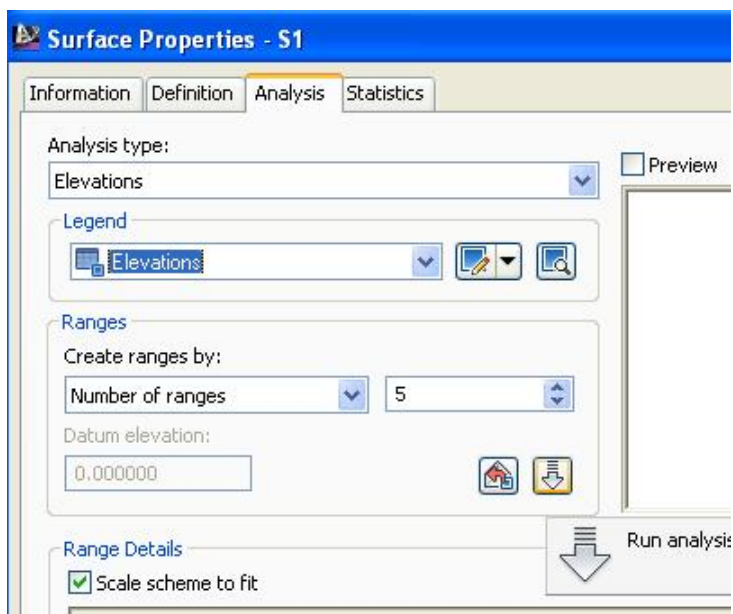 Surface Properties - S1
Information Definition Analysis Statistics
Analysis type:
Elevations
Preview
Legend
Elevations
Ranges
Create ranges by:
Number of ranges 5
Datum elevation:
0.000000
Run analysis
Range Details
Scale scheme to fit